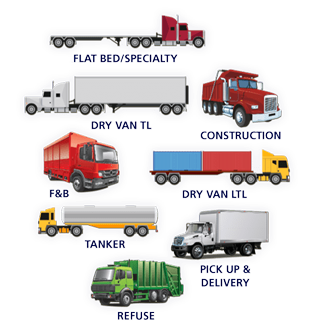 FLAT BED/SPECIALTY
DRY VAN TL
CONSTRUCTION
F&B
DRY VAN LTL
TANKER
PICK UP &
DELIVERY
REFUSE